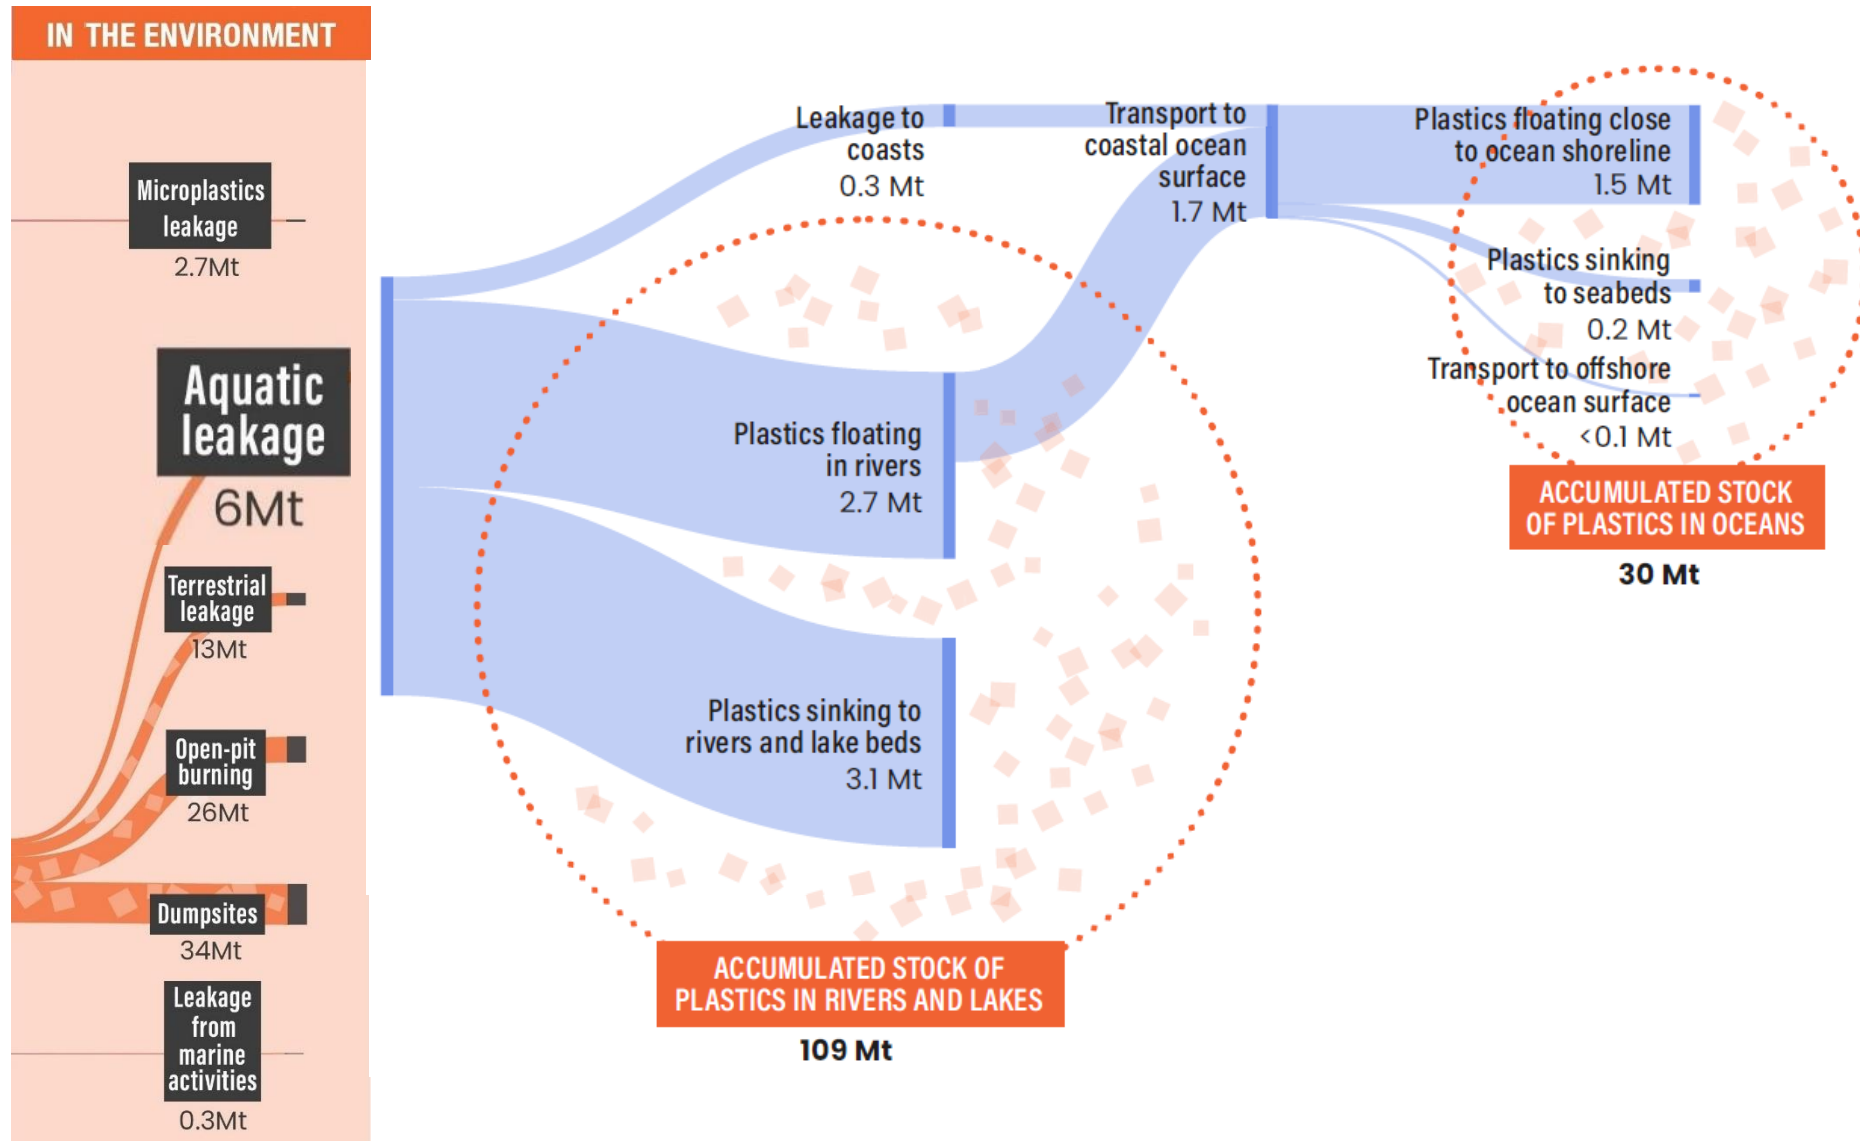 IN THE ENVIRONMENT
Microplastics
leakage
2.7Mt
Aquatic
leakage
6Mt
Terrestrial
leakage
13Mt
Open-pit
burning
26Mt
Dumpsites
34Mt
Leakage
from
marine
activities
0.3Mt
Leakage to
coasts
0.3 Mt
Plastics floating
in rivers
2.7 Mt
Plastics sinking to
rivers and lake beds
3.1 Mt
ACCUMULATED STOCK OF
PLASTICS IN RIVERS AND LAKES
109 Mt
Transport to
coastal ocean
surface
1.7 Mt
Plastics floating close
to ocean shoreline
1.5 Mt
Plastics sinking
to seabeds
0.2 Mt
Transport to offshore
ocean surface
<0.1 Mt
ACCUMULATED STOCK
OF PLASTICS IN OCEANS
30 Mt